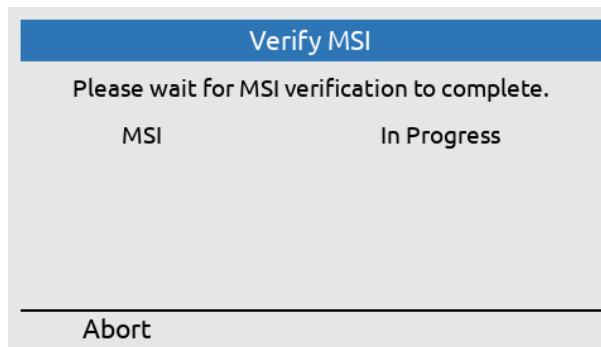 Verify MSI
Please wait for MSI verification to complete.
MSI In Progress
Abort